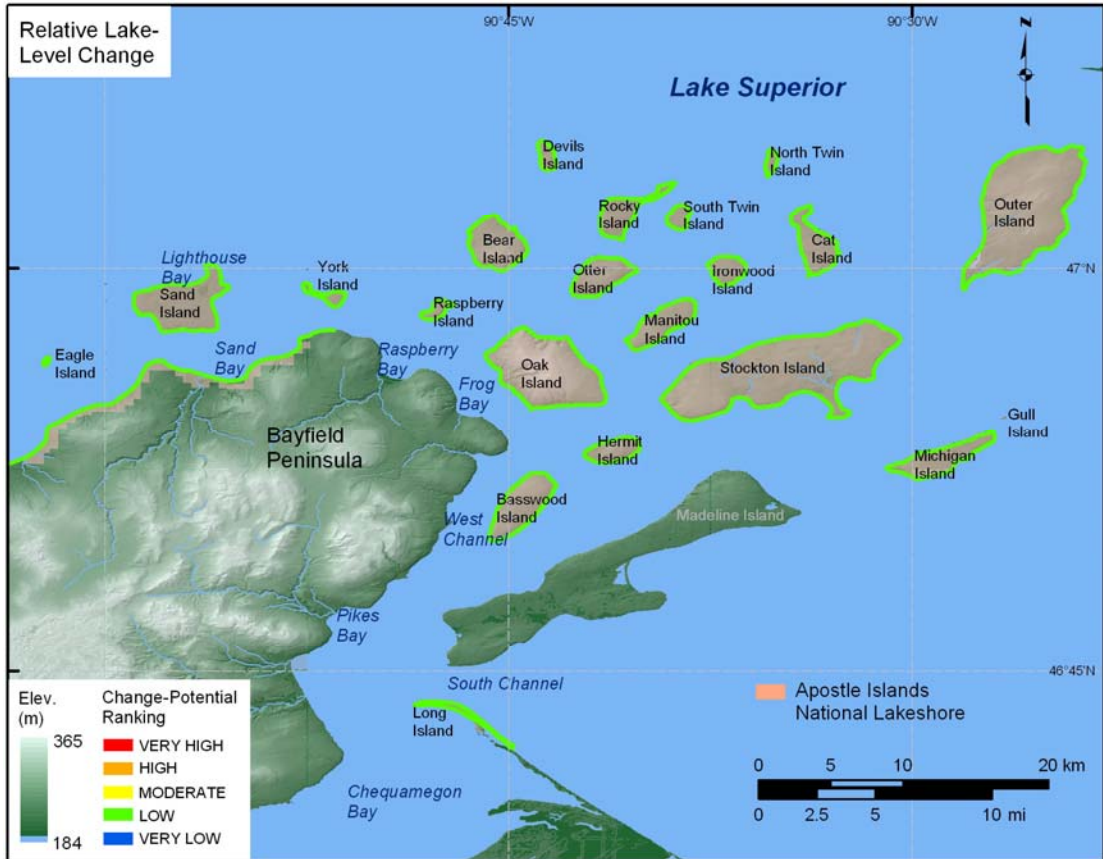 Relative Lake-
Level Change
90°45'W
90°30'W
N
Lake Superior
Devils
Island
North Twin
Island
Rocky
Island
South Twin
Island
Outer
Island
Bear
Island
Cat
Island
Lighthouse
Bay
York
Island
Otter
Island
Ironwood
Island
47°N
Sand
Island
Raspberry
Island
Manitou
Island
Eagle
Island
Sand
Bay
Raspberry
Bay
Oak
Island
Stockton Island
Frog
Bay
Gull
Island
Bayfield
Peninsula
Hermit
Island
Michigan
Island
Basswood
Island
West
Channel
Madeline Island
Pikes
Bay
46°45'N
South Channel
Long
Island
Chequamegon
Bay
Elev.
(m)
365
184
Change-Potential
Ranking
VERY HIGH
HIGH
MODERATE
LOW
VERY LOW
Apostle Islands
National Lakeshore
0 5 10 20 km
0 2.5 5 10 mi